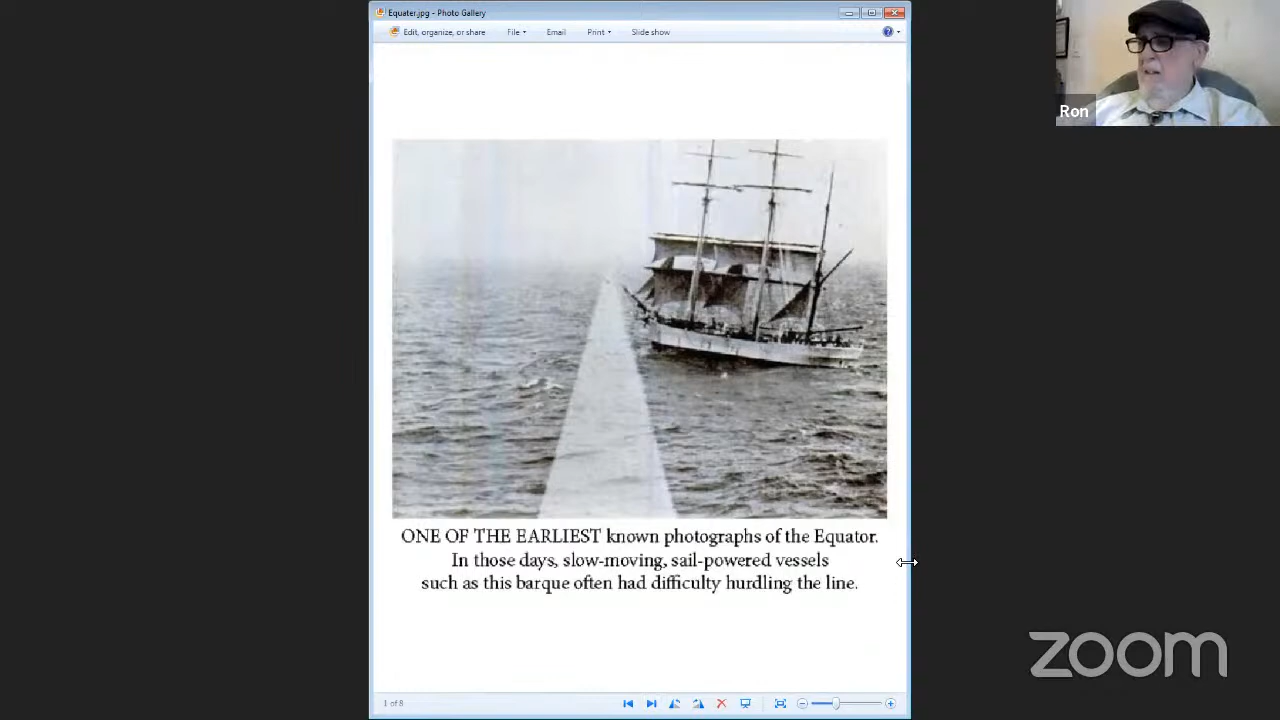 Equater.jpg - Photo Gallery
Edit, organize, or share File Email Print Slide show
Ron
ONE OF THE EARLIEST known photographs of the Equator.
In those days, slow-moving, sail-powered vessels
such as this barque often had difficulty hurdling the line.
zoom
1 of 8